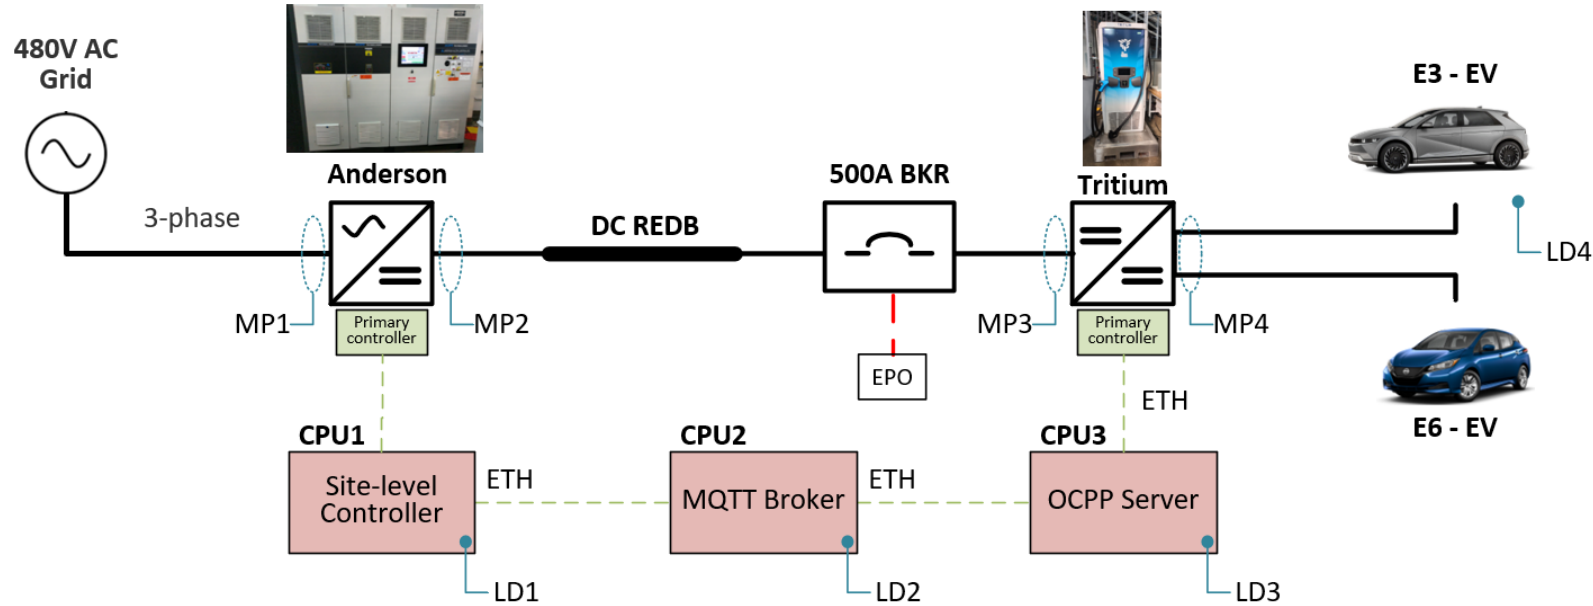 480V AC
Grid
3-phase
Anderson
MP1
MP2
Primary
controller
DC REDB
500A BKR
EPO
Tritium
MP3
MP4
Primary
controller
ETH
E3 - EV
LD4
E6 - EV
CPU1
Site-level
Controller
LD1
ETH
CPU2
MQTT Broker
LD2
ETH
CPU3
OCPP Server
LD3